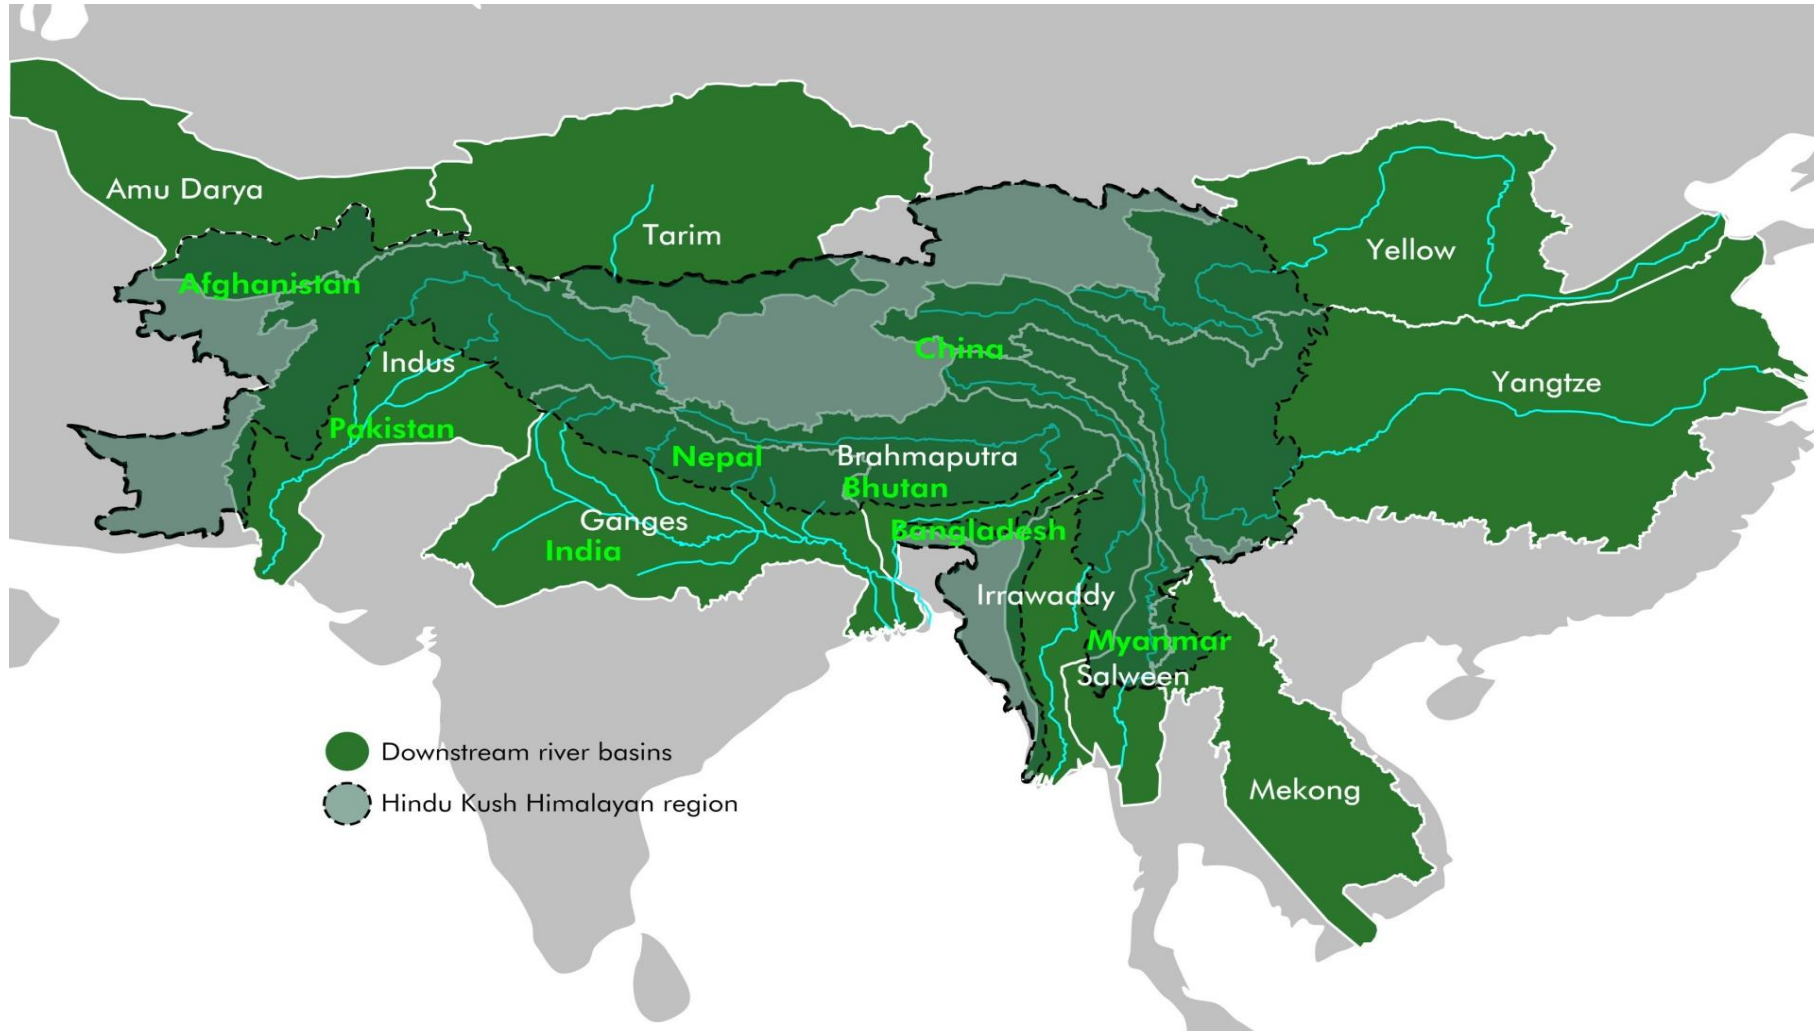 Amu Darya
Tarim
Yellow
Afghanistan
China
Indus
Yangtze
Pakistan
Nepal
Brahmaputra
Bhutan
Ganges
Bangladesh
India
Irrawaddy
Myanmar
Salween
Downstream river basins
Mekong
Hindu Kush Himalayan region